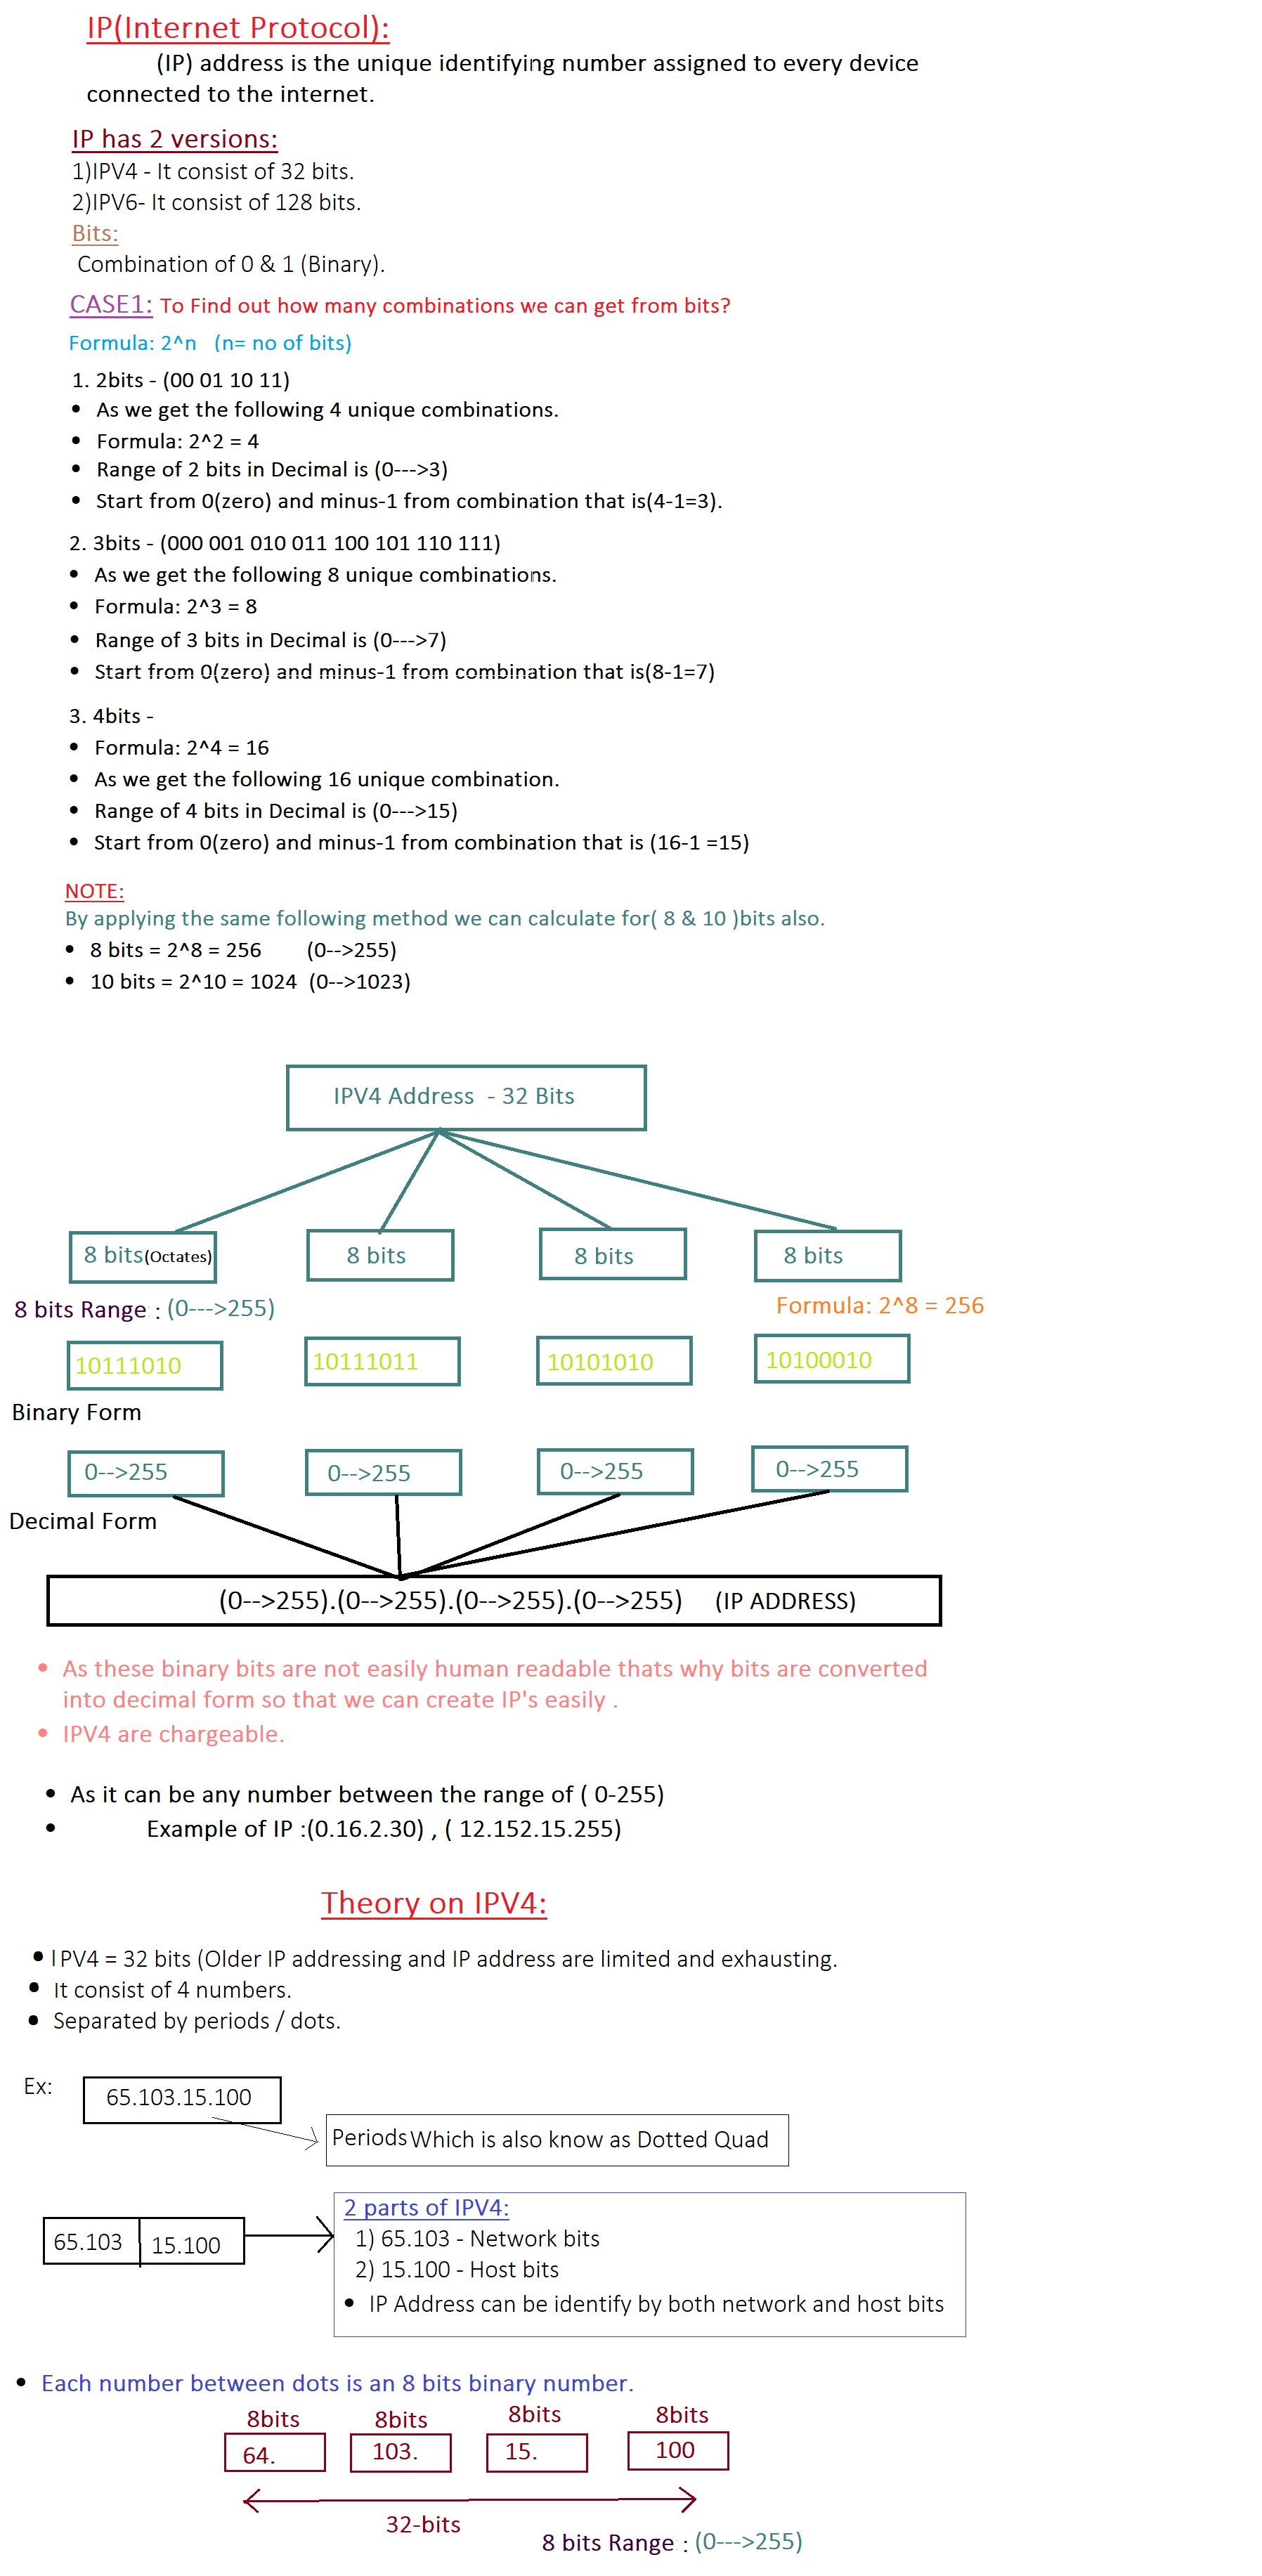 IP(Internet Protocol):
(IP) address is the unique identifying number assigned to every device
connected to the internet.
IP has 2 versions:
1)IPV4 - It consist of 32 bits.
2)IPV6- It consist of 128 bits.
Bits:
Combination of 0 & 1 (Binary).
CASE1: To Find out how many combinations we can get from bits?
Formula: 2^n (n= no of bits)
1. 2bits - (00 01 10 11)
• As we get the following 4 unique combinations.
• Formula: 2^2 = 4
• Range of 2 bits in Decimal is (0--->3)
• Start from 0(zero) and minus-1 from combination that is(4-1=3).
2. 3bits - (000 001 010 011 100 101 110 111)
• As we get the following 8 unique combinations.
• Formula: 2^3 = 8
• Range of 3 bits in Decimal is (0--->7)
• Start from 0(zero) and minus-1 from combination that is(8-1=7)
3. 4bits -
• Formula: 2^4 = 16
• As we get the following 16 unique combination.
• Range of 4 bits in Decimal is (0--->15)
• Start from 0(zero) and minus-1 from combination that is (16-1 =15)
NOTE:
By applying the same following method we can calculate for( 8 & 10 )bits also.
• 8 bits = 2^8 = 256 (0-->255)
• 10 bits = 2^10 = 1024 (0-->1023)
IPV4 Address - 32 Bits
8 bits(Octates) 8 bits 8 bits 8 bits
8 bits Range : (0--->255) Formula: 2^8 = 256
10111010 10111011 10101010 10100010
Binary Form
0-->255 0-->255 0-->255 0-->255
Decimal Form
(0-->255).(0-->255).(0-->255).(0-->255) (IP ADDRESS)
• As these binary bits are not easily human readable thats why bits are converted
into decimal form so that we can create IP's easily .
• IPV4 are chargeable.
• As it can be any number between the range of ( 0-255)
• Example of IP :(0.16.2.30) , ( 12.152.15.255)
Theory on IPV4:
• IPV4 = 32 bits (Older IP addressing and IP address are limited and exhausting.
• It consist of 4 numbers.
• Separated by periods / dots.
Ex: 65.103.15.100
Periods Which is also know as Dotted Quad
65.103 15.100
2 parts of IPV4:
1) 65.103 - Network bits
2) 15.100 - Host bits
• IP Address can be identify by both network and host bits
• Each number between dots is an 8 bits binary number.
8bits 8bits 8bits 8bits
64. 103. 15. 100
32-bits
8 bits Range : (0--->255)